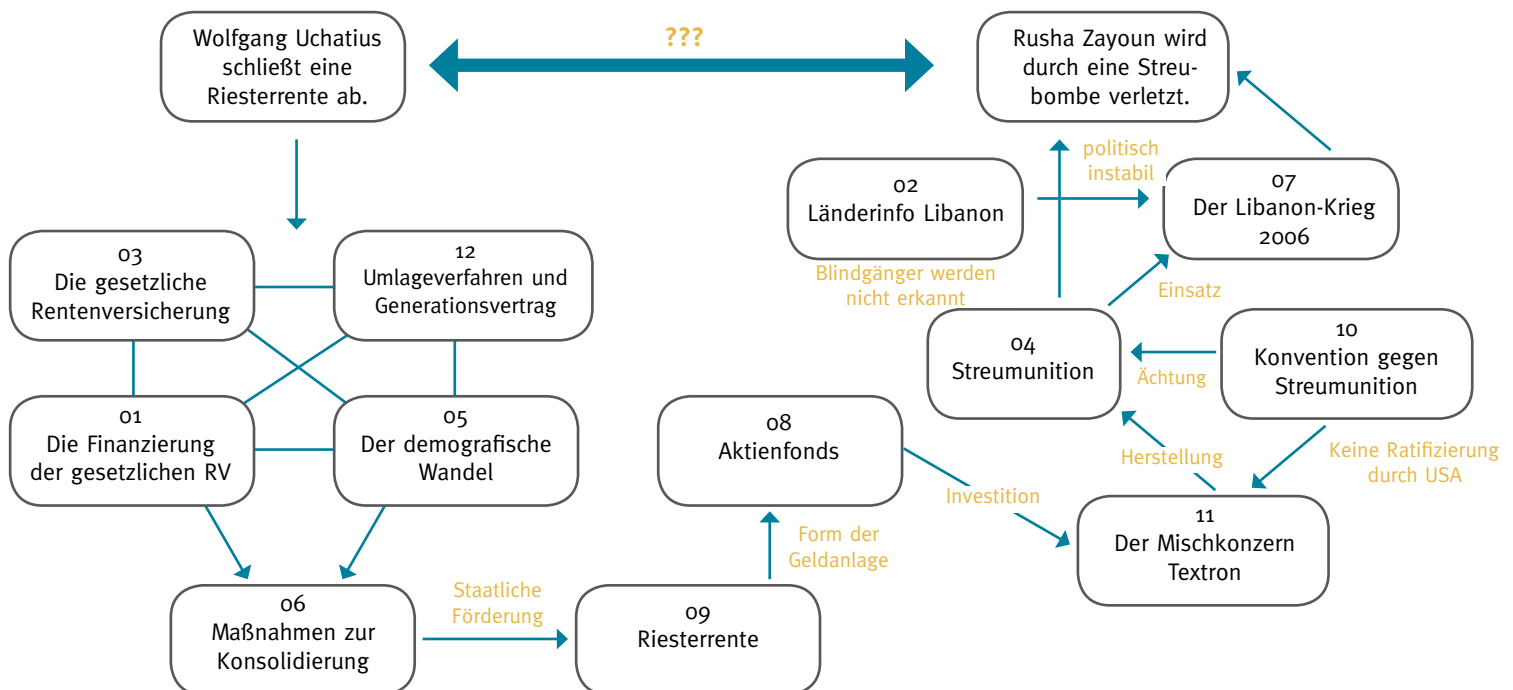 Wolfgang Uchatius
schließt eine
Riesterrente ab.
???
Rusha Zayoun wird
durch eine Streu-
bombe verletzt.
politisch
instabil
02
Länderinfo Libanon
07
Der Libanon-Krieg
2006
03
Die gesetzliche
Rentenversicherung
12
Umlageverfahren und
Generationsvertrag
Blindgänger werden
nicht erkannt
Einsatz
04
Streumunition
Ächtung
10
Konvention gegen
Streumunition
01
Die Finanzierung
der gesetzlichen RV
05
Der demografische
Wandel
08
Aktienfonds
Herstellung
Keine Ratifizierung
durch USA
Investition
11
Der Mischkonzern
Textron
Form der
Geldanlage
06
Maßnahmen zur
Konsolidierung
Staatliche
Förderung
09
Riesterrente